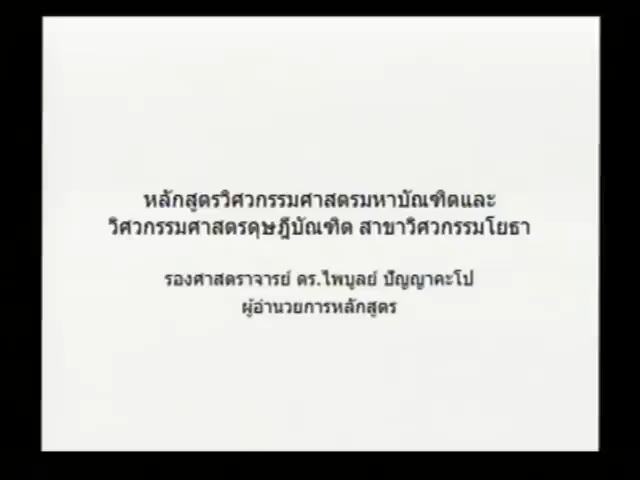 หลักสูตรวิศวกรรมศาสตรมหาบัณฑิตและ
วิศวกรรมศาสตรดุษฎีบัณฑิต สาขาวิศวกรรมโยธา
รองศาสตราจารย์ ดร.ไพบูลย์ ปัญญาคะโป
ผู้อำนวยการหลักสูตร